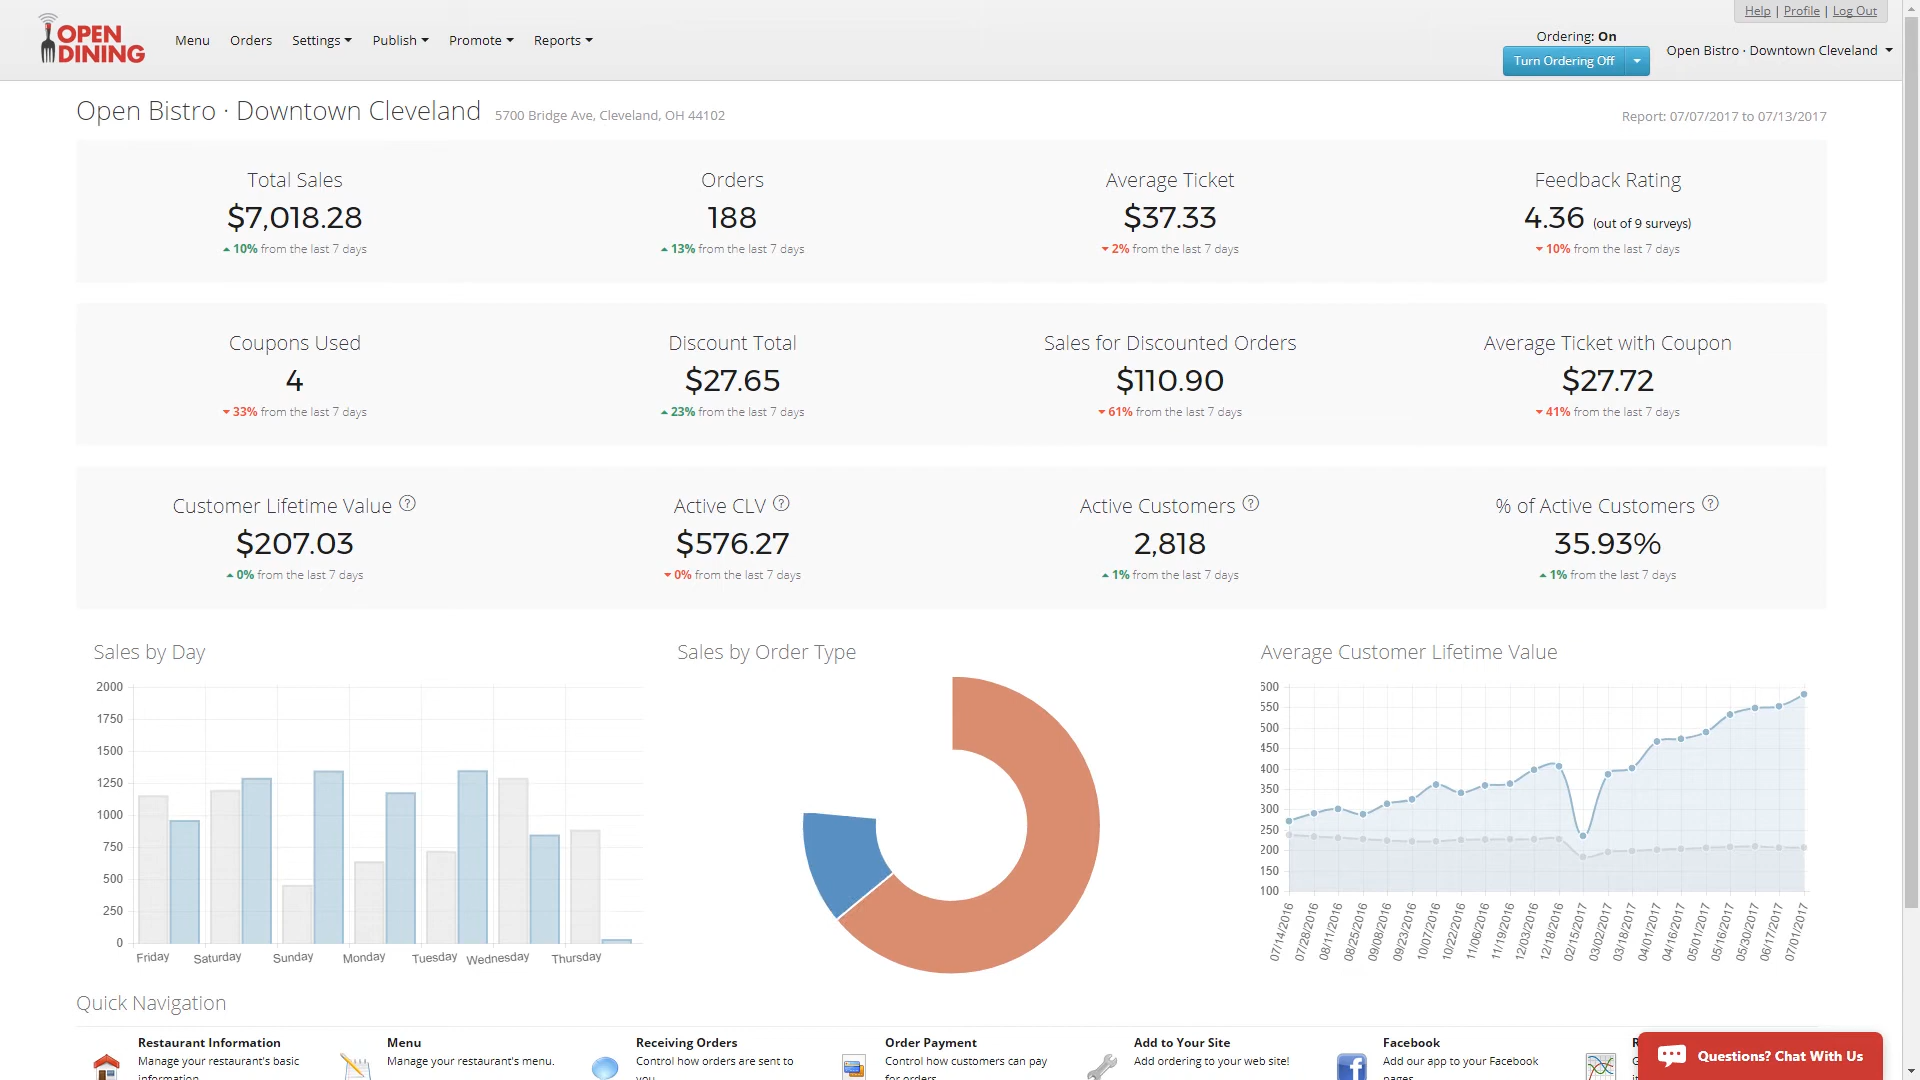 Help | Profile | Log Out
OPEN
DINING
Menu Orders Settings Publish Promote Reports
Ordering: On
Turn Ordering Off
Open Bistro · Downtown Cleveland
Open Bistro · Downtown Cleveland 5700 Bridge Ave, Cleveland, OH 44102
Report: 07/07/2017 to 07/13/2017
Total Sales Orders Average Ticket Feedback Rating
$7,018.28 188 $37.33 4.36 (out of 9 surveys)
10% from the last 7 days 13% from the last 7 days 2% from the last 7 days 10% from the last 7 days
Coupons Used Discount Total Sales for Discounted Orders Average Ticket with Coupon
4 $27.65 $110.90 $27.72
33% from the last 7 days 23% from the last 7 days 61% from the last 7 days 41% from the last 7 days
Customer Lifetime Value ? Active CLV ? Active Customers ? % of Active Customers ?
$207.03 $576.27 2,818 35.93%
0% from the last 7 days 0% from the last 7 days 1% from the last 7 days 1% from the last 7 days
Sales by Day
2000
1750
1500
1250
1000
750
500
250
0
Friday Saturday Sunday Monday Tuesday Wednesday Thursday
Sales by Order Type
Average Customer Lifetime Value
600
550
500
450
400
350
300
250
200
150
100
07/14/2016 07/28/2016 08/11/2016 08/25/2016 09/08/2016 09/23/2016 10/07/2016 10/22/2016 11/06/2016 11/19/2016 12/03/2016 12/18/2016 02/15/2017 03/02/2017 03/18/2017 04/01/2017 04/16/2017 05/01/2017 05/16/2017 05/30/2017 06/17/2017 07/01/2017
Quick Navigation
Restaurant Information
Manage your restaurant's basic
information
Menu
Manage your restaurant's menu.
Receiving Orders
Control how orders are sent to
you
Order Payment
Control how customers can pay
for orders
Add to Your Site
Add ordering to your web site!
Facebook
Add our app to your Facebook
pages
Questions? Chat With Us